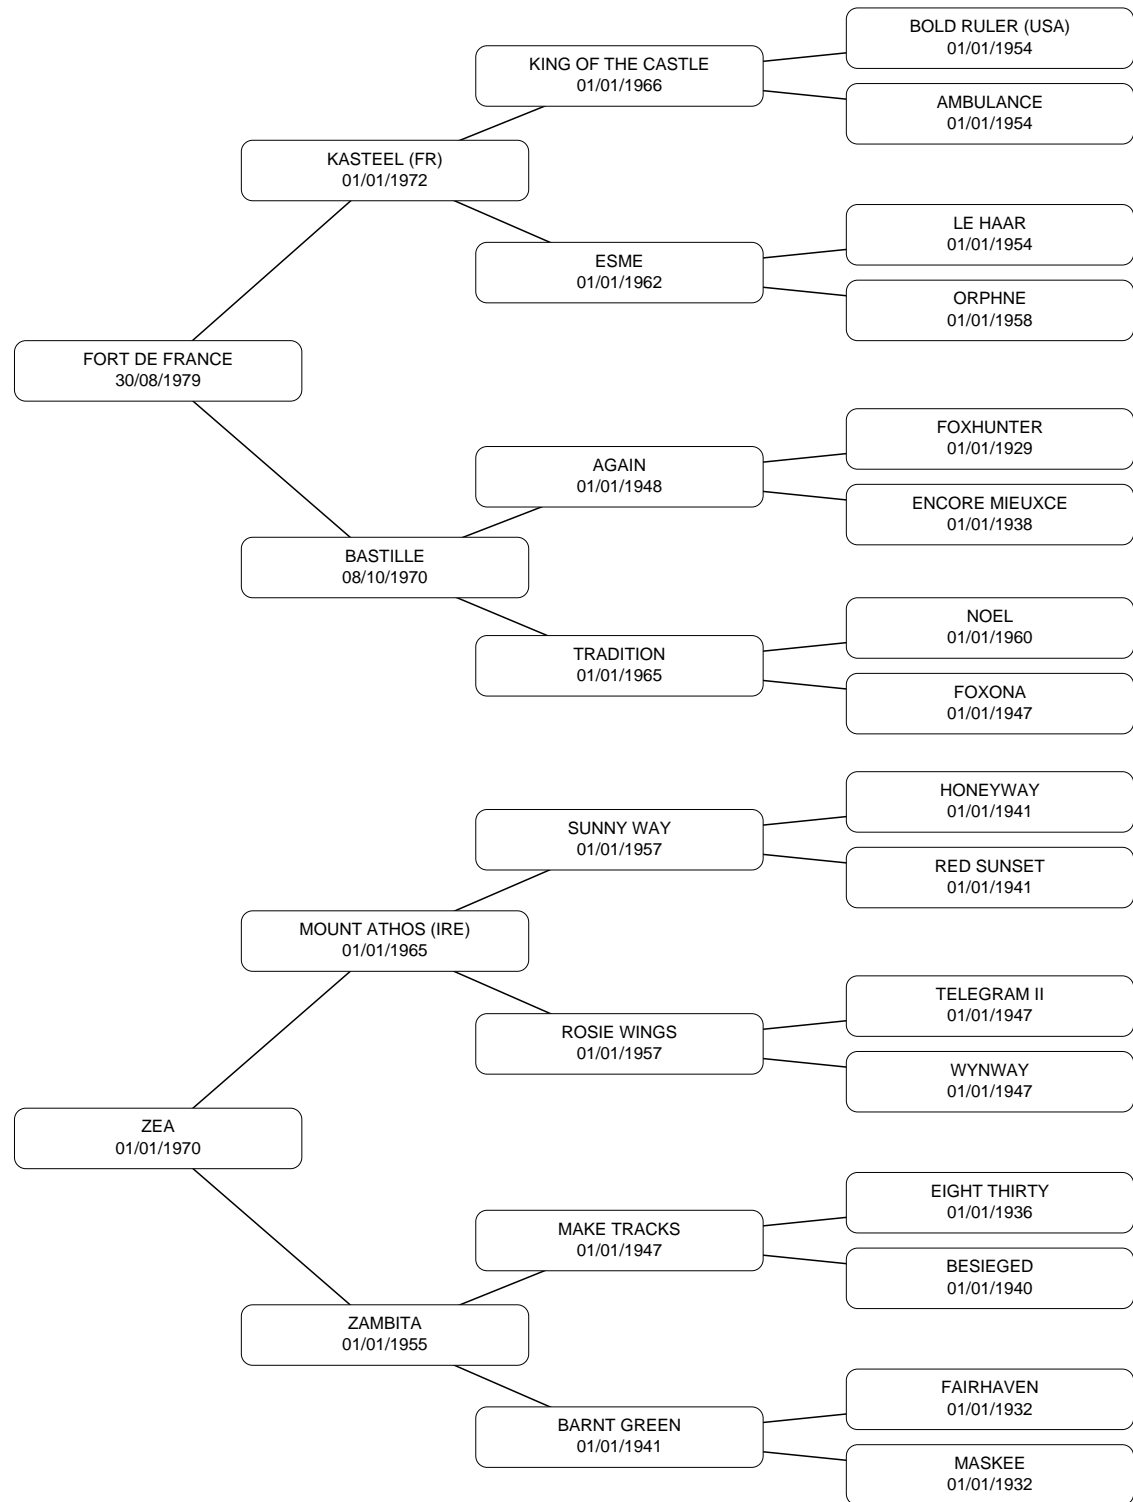 BOLD RULER (USA)
01/01/1954
KING OF THE CASTLE
01/01/1966
AMBULANCE
01/01/1954
KASTEEL (FR)
01/01/1972
LE HAAR
01/01/1954
ESME
01/01/1962
ORPHNE
01/01/1958
FORT DE FRANCE
30/08/1979
FOXHUNTER
01/01/1929
AGAIN
01/01/1948
ENCORE MIEUXCE
01/01/1938
BASTILLE
08/10/1970
NOEL
01/01/1960
TRADITION
01/01/1965
FOXONA
01/01/1947
HONEYWAY
01/01/1941
SUNNY WAY
01/01/1957
RED SUNSET
01/01/1941
MOUNT ATHOS (IRE)
01/01/1965
TELEGRAM II
01/01/1947
ROSIE WINGS
01/01/1957
WYNWAY
01/01/1947
ZEA
01/01/1970
EIGHT THIRTY
01/01/1936
MAKE TRACKS
01/01/1947
BESIEGED
01/01/1940
ZAMBITA
01/01/1955
FAIRHAVEN
01/01/1932
BARNT GREEN
01/01/1941
MASKEE
01/01/1932